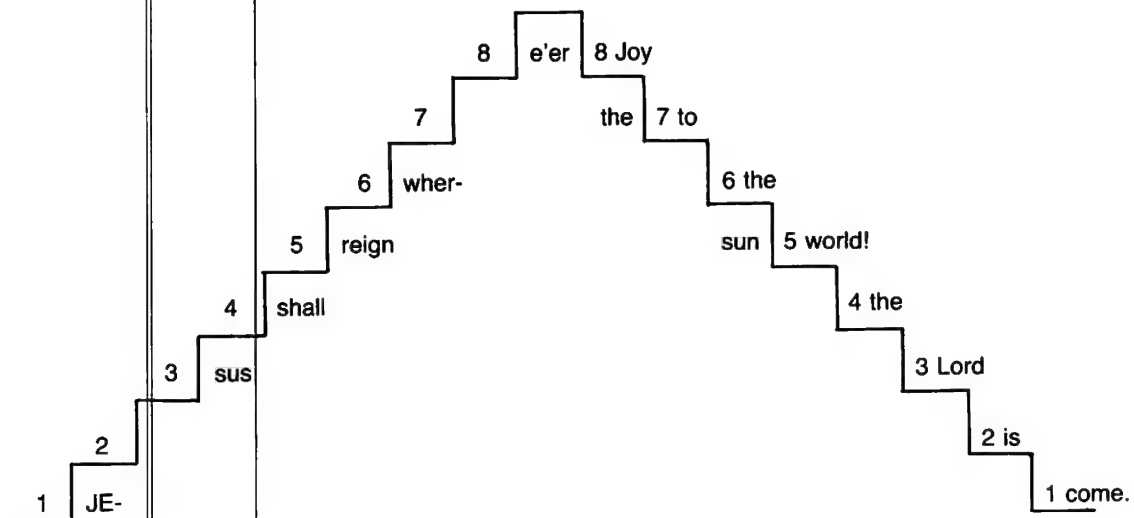 8 e'er 8 Joy
7 the 7 to
6 wher- 6 the
5 reign sun 5 world!
4 shall 4 the
3 sus 3 Lord
2 2 is
1 JE- 1 come.